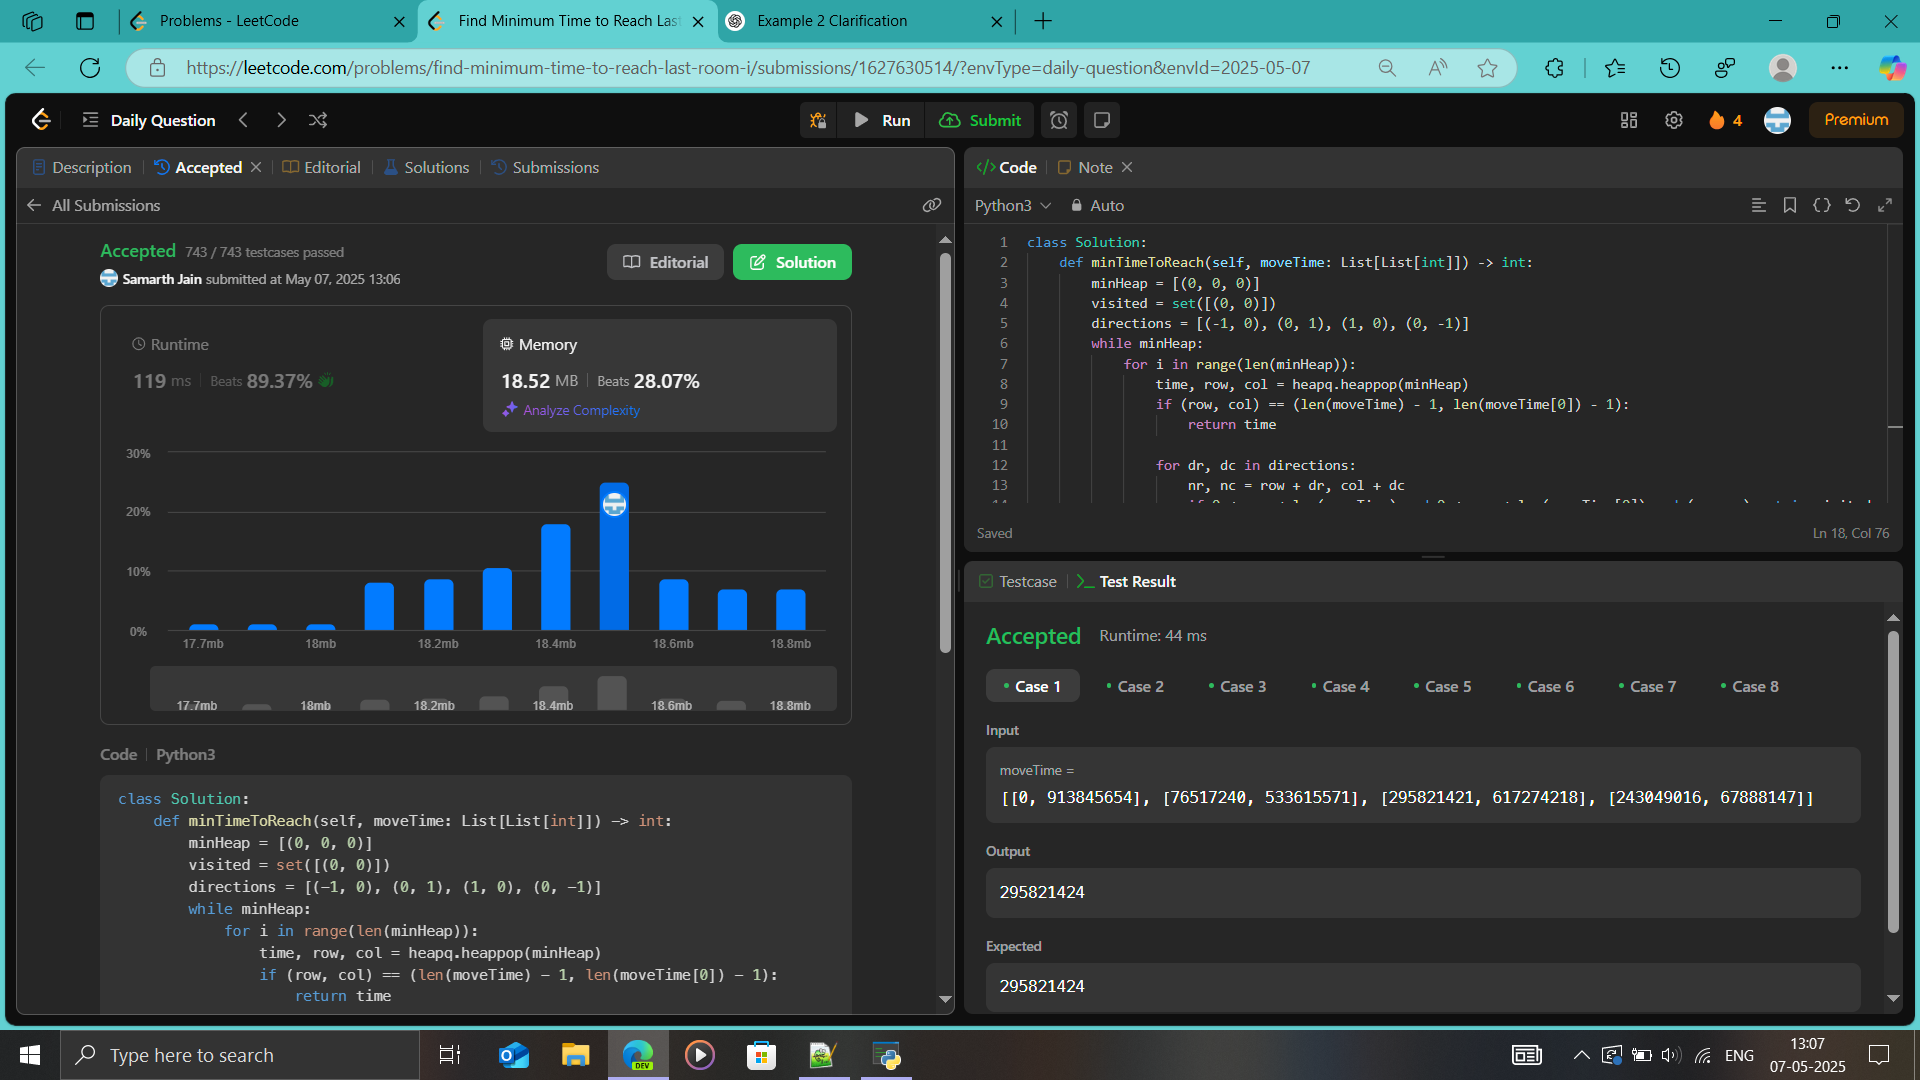 Problems - LeetCode
Find Minimum Time to Reach Las
Example 2 Clarification
https://leetcode.com/problems/find-minimum-time-to-reach-last-room-i/submissions/1627630514/?envType=daily-question&envId=2025-05-07
Daily Question
Run
Submit
4
Premium
Description
Accepted
Editorial
Solutions
Submissions
All Submissions
Accepted 743 / 743 testcases passed
Samarth Jain submitted at May 07, 2025 13:06
Editorial
Solution
Runtime
119 ms Beats 89.37%
Memory
18.52 MB Beats 28.07%
Analyze Complexity
30%
20%
10%
0%
17.7mb 18mb 18.2mb 18.4mb 18.6mb 18.8mb
17.7mb 18mb 18.2mb 18.4mb 18.6mb 18.8mb
Code Python3
class Solution:
def minTimeToReach(self, moveTime: List[List[int]]) -> int:
minHeap = [(0, 0, 0)]
visited = set([(0, 0)])
directions = [(-1, 0), (0, 1), (1, 0), (0, -1)]
while minHeap:
for i in range(len(minHeap)):
time, row, col = heapq.heappop(minHeap)
if (row, col) == (len(moveTime) - 1, len(moveTime[0]) - 1):
return time
</> Code
Note
Python3
Auto
1 class Solution:
2 def minTimeToReach(self, moveTime: List[List[int]]) -> int:
3 minHeap = [(0, 0, 0)]
4 visited = set([(0, 0)])
5 directions = [(-1, 0), (0, 1), (1, 0), (0, -1)]
6 while minHeap:
7 for i in range(len(minHeap)):
8 time, row, col = heapq.heappop(minHeap)
9 if (row, col) == (len(moveTime) - 1, len(moveTime[0]) - 1):
10 return time
11
12 for dr, dc in directions:
13 nr, nc = row + dr, col + dc
Saved
Ln 18, Col 76
Testcase
Test Result
Accepted Runtime: 44 ms
Case 1
Case 2
Case 3
Case 4
Case 5
Case 6
Case 7
Case 8
Input
moveTime =
[[0, 913845654], [76517240, 533615571], [295821421, 617274218], [243049016, 67888147]]
Output
295821424
Expected
295821424
Type here to search
DEV
ENG
13:07
07-05-2025